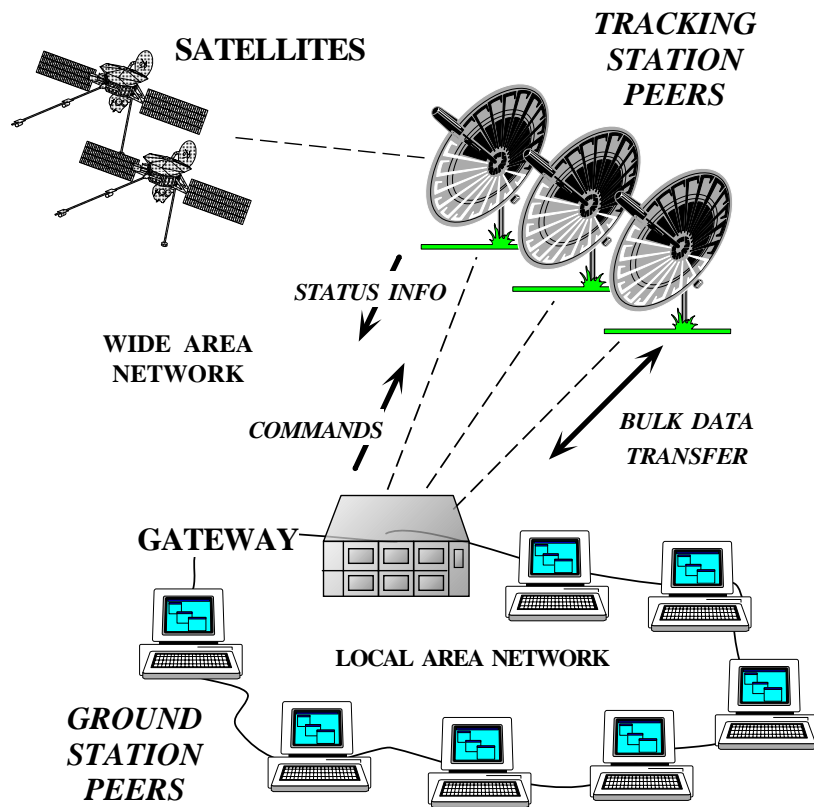 SATELLITES
TRACKING
STATION
PEERS
STATUS INFO
WIDE AREA
NETWORK
COMMANDS
BULK DATA
TRANSFER
GATEWAY
LOCAL AREA NETWORK
GROUND
STATION
PEERS